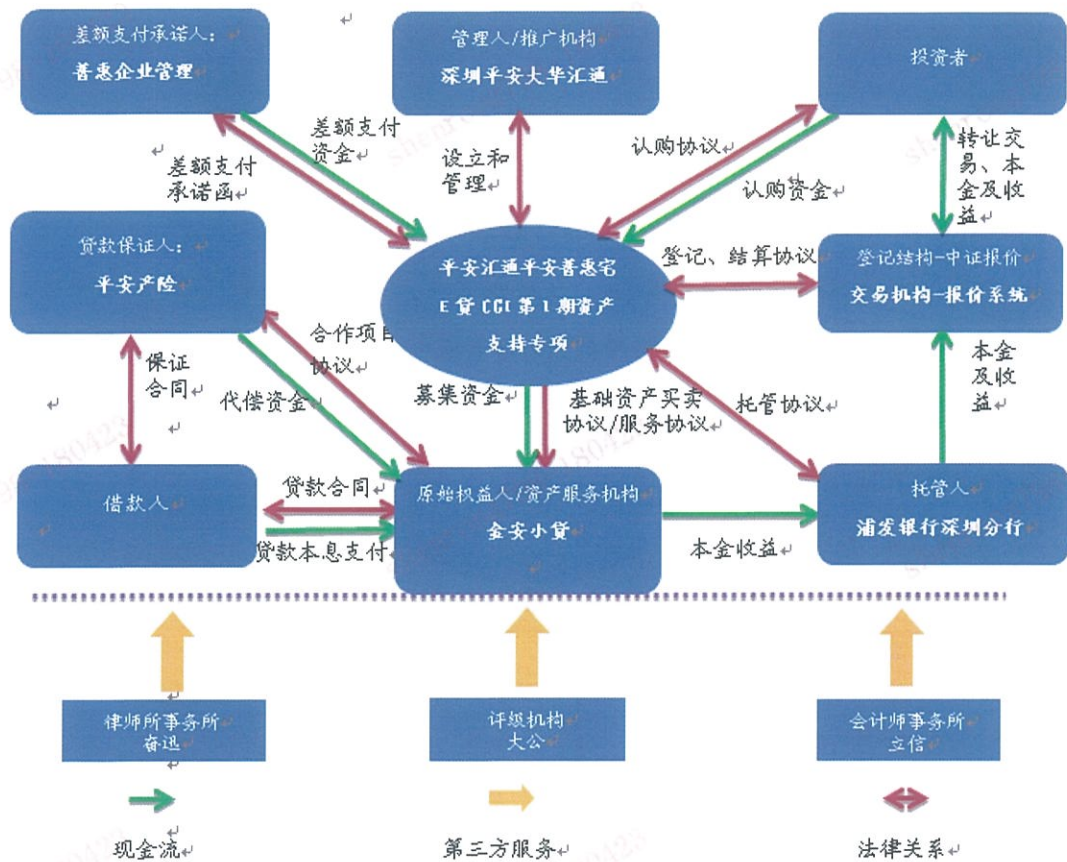 差额支付承诺人：
普惠企业管理
管理人/推广机构
深圳平安大华汇通
投资者
差额支付
资金
差额支付
承诺函
设立和
管理
认购协议
认购资金
转让交
易、本
金及收
益
贷款保证人：
平安产险
平安汇通平安普惠宅
E 贷 CGI 第 1 期资产
支持专项
登记、结算协议
登记结构-中证报价
交易机构-报价系统
保证
合同
合作项目
协议
代偿资金
募集资金
基础资产买卖
协议/服务协议
托管协议
本金
及收
益
借款人
贷款合同
贷款本息支付
原始权益人/资产服务机构
金安小贷
本金收益
托管人
浦发银行深圳分行
律师所事务所
奋迅
评级机构
大公
会计师事务所
立信
现金流
第三方服务
法律关系